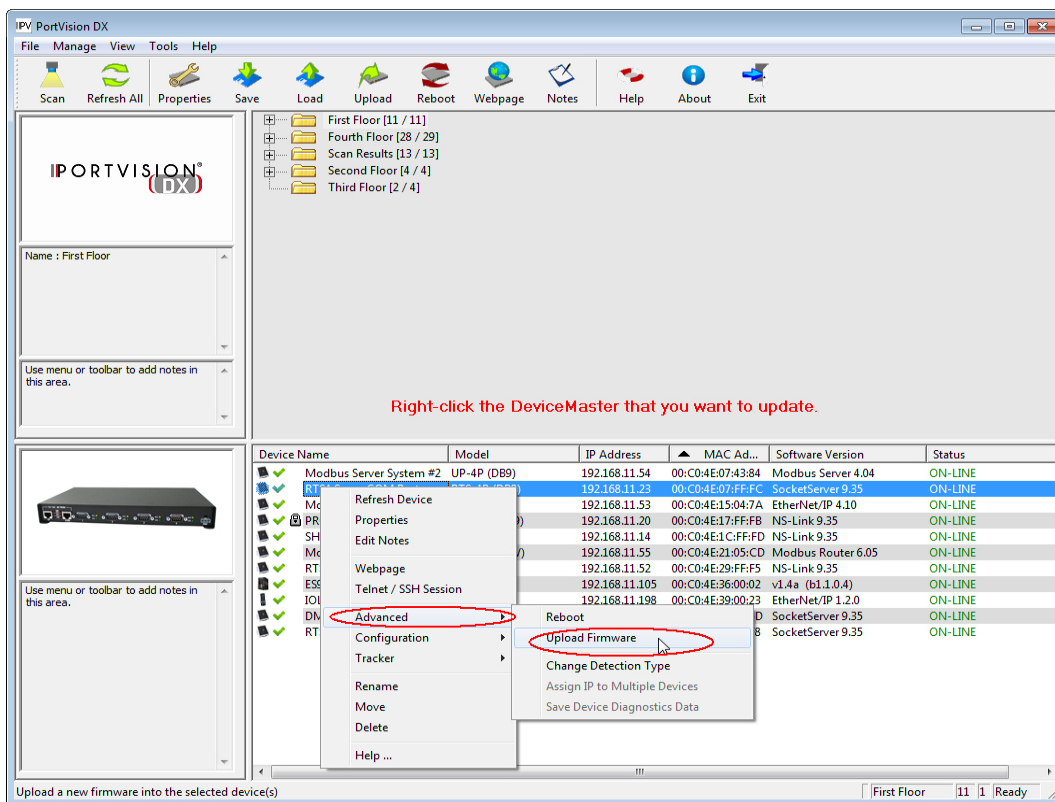 IPV PortVision DX
File Manage View Tools Help
Scan Refresh All Properties Save Load Upload Reboot Webpage Notes Help About Exit
PORTVISION®
DX
First Floor [11 / 11]
Fourth Floor [28 / 29]
Scan Results [13 / 13]
Second Floor [4 / 4]
Third Floor [2 / 4]
Name : First Floor
Use menu or toolbar to add notes in
this area.
Right-click the DeviceMaster that you want to update.
Device Name Model IP Address MAC Ad... Software Version Status
Modbus Server System #2 UP-4P (DB9) 192.168.11.54 00:C0:4E:07:43:84 Modbus Server 4.04 ON-LINE
192.168.11.23 00:C0:4E:07:FF:FC SocketServer 9.35 ON-LINE
192.168.11.53 00:C0:4E:15:04:7A EtherNet/IP 4.10 ON-LINE
PR 192.168.11.20 00:C0:4E:17:FF:FB NS-Link 9.35 ON-LINE
SH 192.168.11.14 00:C0:4E:1C:FF:FD NS-Link 9.35 ON-LINE
192.168.11.55 00:C0:4E:21:05:CD Modbus Router 6.05 ON-LINE
RT 192.168.11.52 00:C0:4E:29:FF:F5 NS-Link 9.35 ON-LINE
192.168.11.105 00:C0:4E:36:00:02 v1.4a (b1.1.0.4) ON-LINE
IOL 192.168.11.198 00:C0:4E:39:00:23 EtherNet/IP 1.2.0 ON-LINE
D SocketServer 9.35 ON-LINE
RT 8 SocketServer 9.35 ON-LINE
Refresh Device
Properties
Edit Notes
Webpage
Telnet / SSH Session
Advanced
Configuration
Tracker
Rename
Move
Delete
Help ...
Reboot
Upload Firmware
Change Detection Type
Assign IP to Multiple Devices
Save Device Diagnostics Data
Use menu or toolbar to add notes in
this area.
Upload a new firmware into the selected device(s) First Floor 11 1 Ready